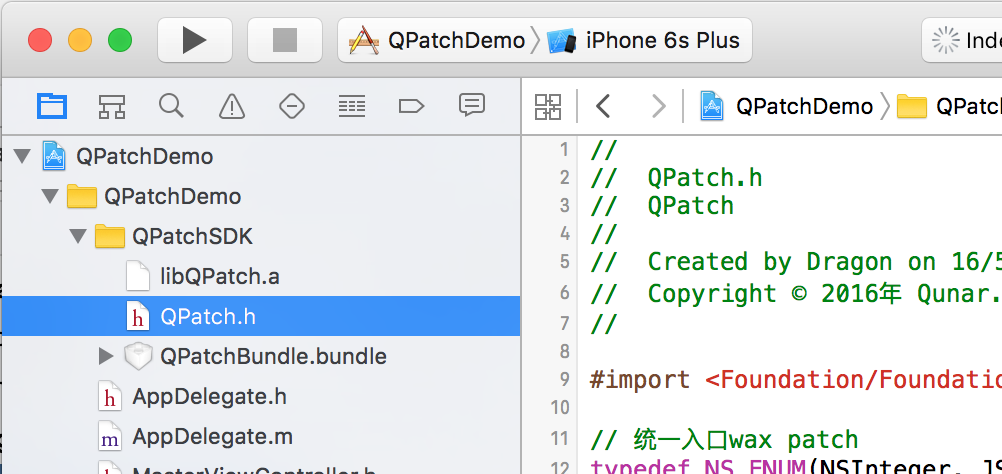 QPatchDemo
iPhone 6s Plus
QPatchDemo
QPatchDemo
QPatchDemo
QPatchSDK
libQPatch.a
QPatch.h
QPatchBundle.bundle
AppDelegate.h
AppDelegate.m
MasterViewController.h
1 //
2 // QPatch.h
3 // QPatch
4 //
5 // Created by Dragon on 16/5
6 // Copyright © 2016年 Qunar.
7 //
8
9 #import <Foundation/Foundatio
10
11 // 统一入口wax patch
12 typedef NS_ENUM(NSInteger, JS